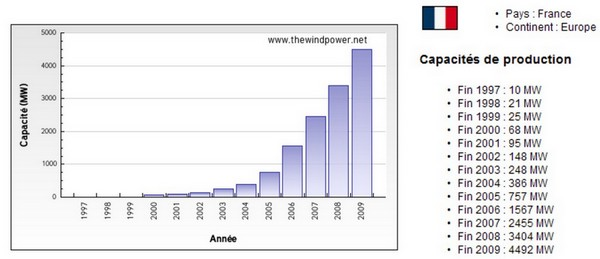 www.thewindpower.net
Capacité (MW)
5000
4000
3000
2000
1000
0
1997
1998
1999
2000
2001
2002
2003
2004
2005
2006
2007
2008
2009
Année
• Pays : France
• Continent : Europe
Capacités de production
• Fin 1997 : 10 MW
• Fin 1998 : 21 MW
• Fin 1999 : 25 MW
• Fin 2000 : 68 MW
• Fin 2001 : 95 MW
• Fin 2002 : 148 MW
• Fin 2003 : 248 MW
• Fin 2004 : 386 MW
• Fin 2005 : 757 MW
• Fin 2006 : 1567 MW
• Fin 2007 : 2455 MW
• Fin 2008 : 3404 MW
• Fin 2009 : 4492 MW